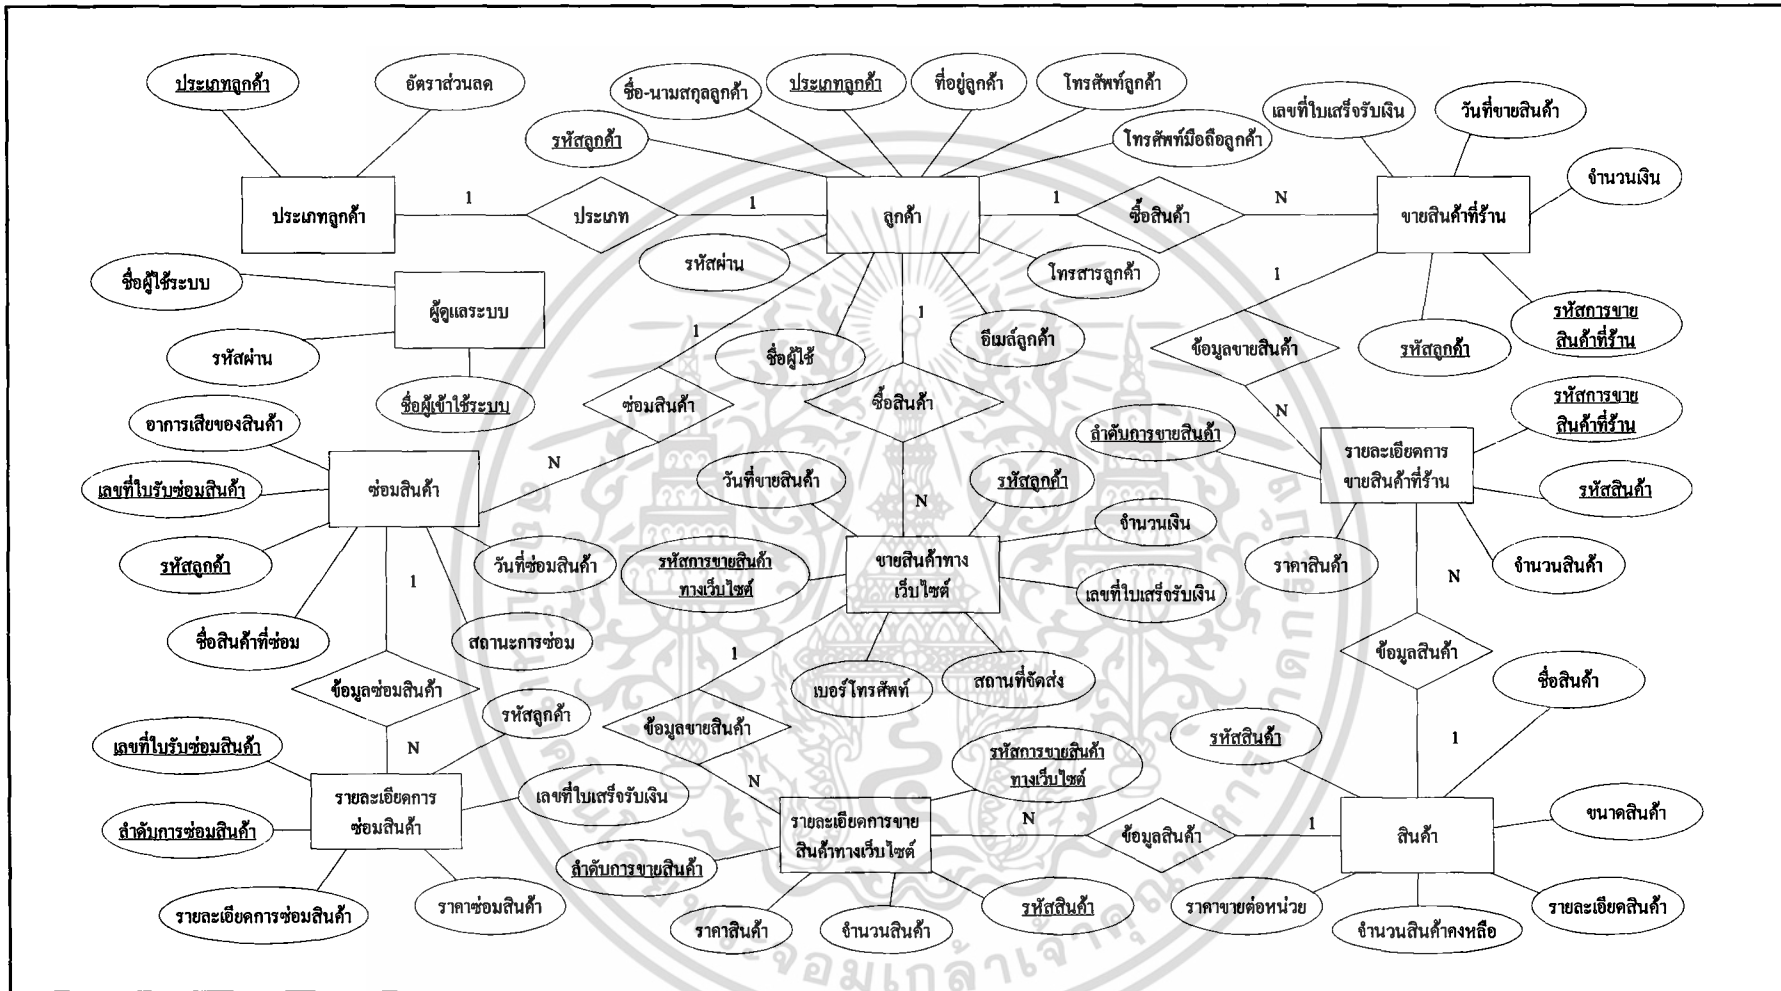 ประเภทลูกค้า
อัตราส่วนลด
ชื่อ-นามสกุลลูกค้า
ประเภทลูกค้า
ที่อยู่ลูกค้า
โทรศัพท์ลูกค้า
เลขที่ใบเสร็จรับเงิน
วันที่ขายสินค้า
รหัสลูกค้า
โทรศัพท์มือถือลูกค้า
จำนวนเงิน
ประเภทลูกค้า
1
ประเภท
1
ลูกค้า
1
ซื้อสินค้า
N
ขายสินค้าที่ร้าน
รหัสผ่าน
โทรสารลูกค้า
ชื่อผู้ใช้ระบบ
ผู้ดูแลระบบ
1
รหัสผ่าน
1
1
ชื่อผู้ใช้
อีเมล์ลูกค้า
ข้อมูลขายสินค้า
รหัสลูกค้า
รหัสการขาย
สินค้าที่ร้าน
ชื่อผู้เข้าใช้ระบบ
ซ่อมสินค้า
ซื้อสินค้า
N
รหัสการขาย
สินค้าที่ร้าน
อาการเสียของสินค้า
ลำดับการขายสินค้า
รายละเอียดการ
ขายสินค้าที่ร้าน
N
เลขที่ใบรับซ่อมสินค้า
ซ่อมสินค้า
วันที่ขายสินค้า
รหัสลูกค้า
รหัสสินค้า
N
จำนวนเงิน
รหัสลูกค้า
วันที่ซ่อมสินค้า
รหัสการขายสินค้า
ทางเว็บไซต์
ขายสินค้าทาง
เว็บไซต์
ราคาสินค้า
จำนวนสินค้า
1
N
เลขที่ใบเสร็จรับเงิน
ชื่อสินค้าที่ซ่อม
สถานะการซ่อม
1
ข้อมูลสินค้า
ข้อมูลซ่อมสินค้า
เบอร์โทรศัพท์
สถานที่จัดส่ง
ชื่อสินค้า
รหัสลูกค้า
ข้อมูลขายสินค้า
เลขที่ใบรับซ่อมสินค้า
N
รหัสการขายสินค้า
ทางเว็บไซต์
รหัสสินค้า
1
N
รายละเอียดการ
ซ่อมสินค้า
เลขที่ใบเสร็จรับเงิน
ขนาดสินค้า
ลำดับการซ่อมสินค้า
รายละเอียดการขาย
สินค้าทางเว็บไซต์
N
ข้อมูลสินค้า
1
สินค้า
ลำดับการขายสินค้า
รายละเอียดการซ่อมสินค้า
ราคาซ่อมสินค้า
ราคาสินค้า
จำนวนสินค้า
รหัสสินค้า
ราคาขายต่อหน่วย
จำนวนสินค้าคงหลือ
รายละเอียดสินค้า